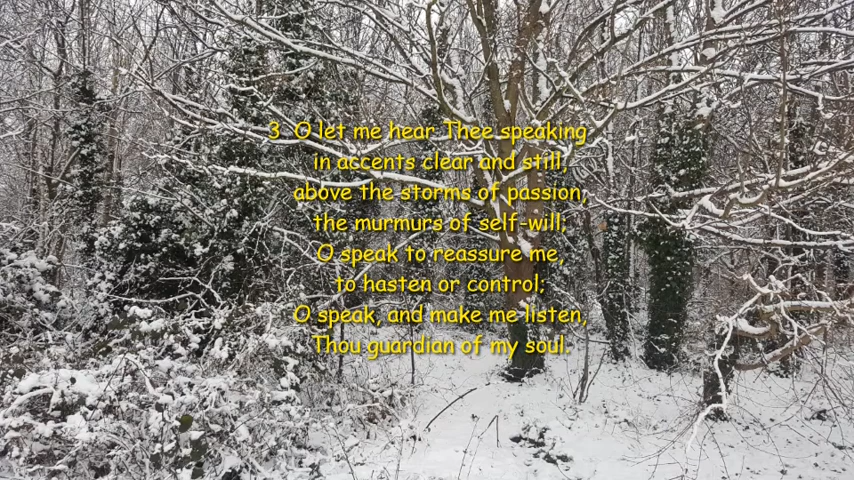 3 O let me hear Thee speaking
in accents clear and still,
above the storms of passion,
the murmurs of self-will;
O speak to reassure me,
to hasten or control;
O speak, and make me listen,
Thou guardian of my soul.